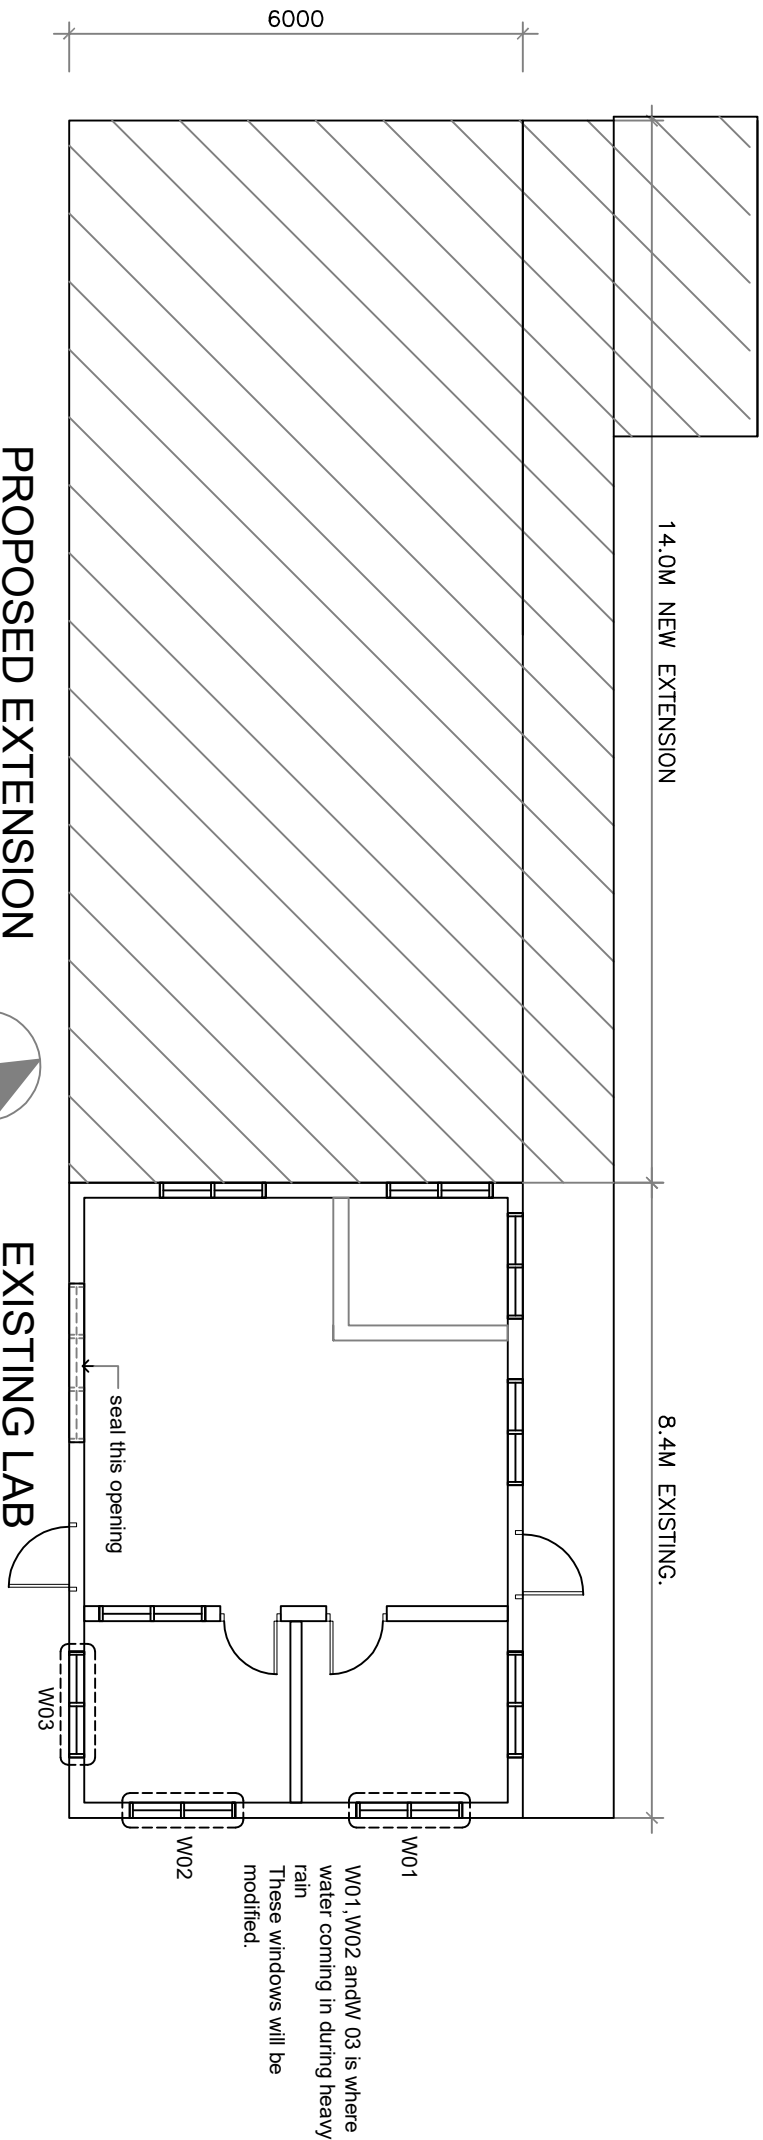 6000
14.0M NEW EXTENSION
8.4M EXISTING.
seal this opening
W01
W02
W03
W01,W02 andW 03 is where
water coming in during heavy
rain
These windows will be
modified.
PROPOSED EXTENSION
EXISTING LAB